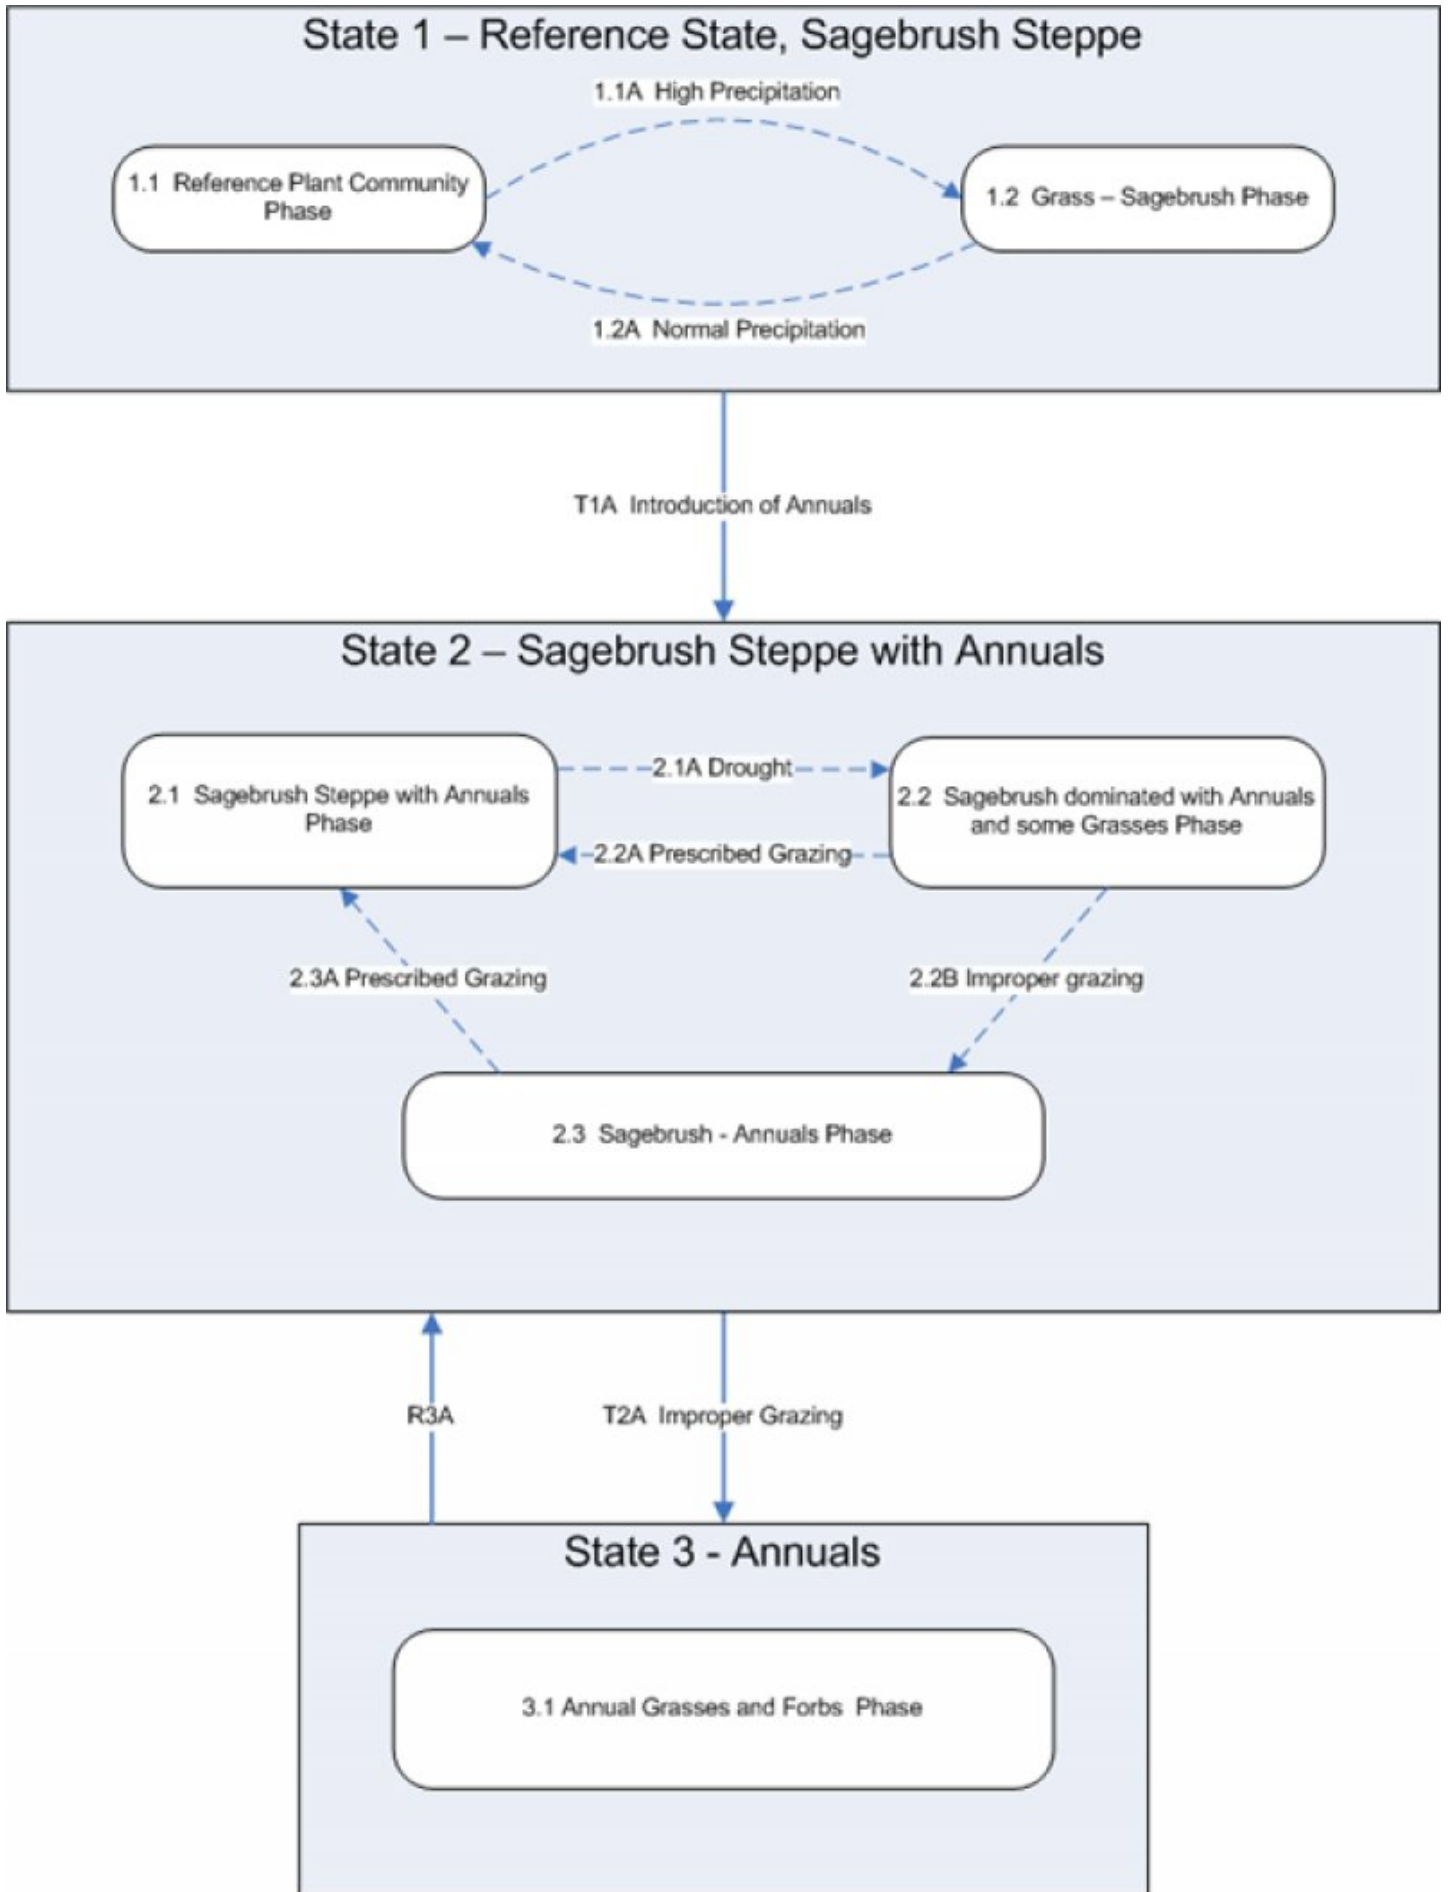 State 1 – Reference State, Sagebrush Steppe
1.1A High Precipitation
1.1 Reference Plant Community
Phase
1.2 Grass – Sagebrush Phase
1.2A Normal Precipitation
T1A Introduction of Annuals
State 2 – Sagebrush Steppe with Annuals
2.1 Sagebrush Steppe with Annuals
Phase
2.1A Drought
2.2A Prescribed Grazing
2.2 Sagebrush dominated with Annuals
and some Grasses Phase
2.3A Prescribed Grazing
2.2B Improper grazing
2.3 Sagebrush - Annuals Phase
R3A
T2A Improper Grazing
State 3 - Annuals
3.1 Annual Grasses and Forbs Phase